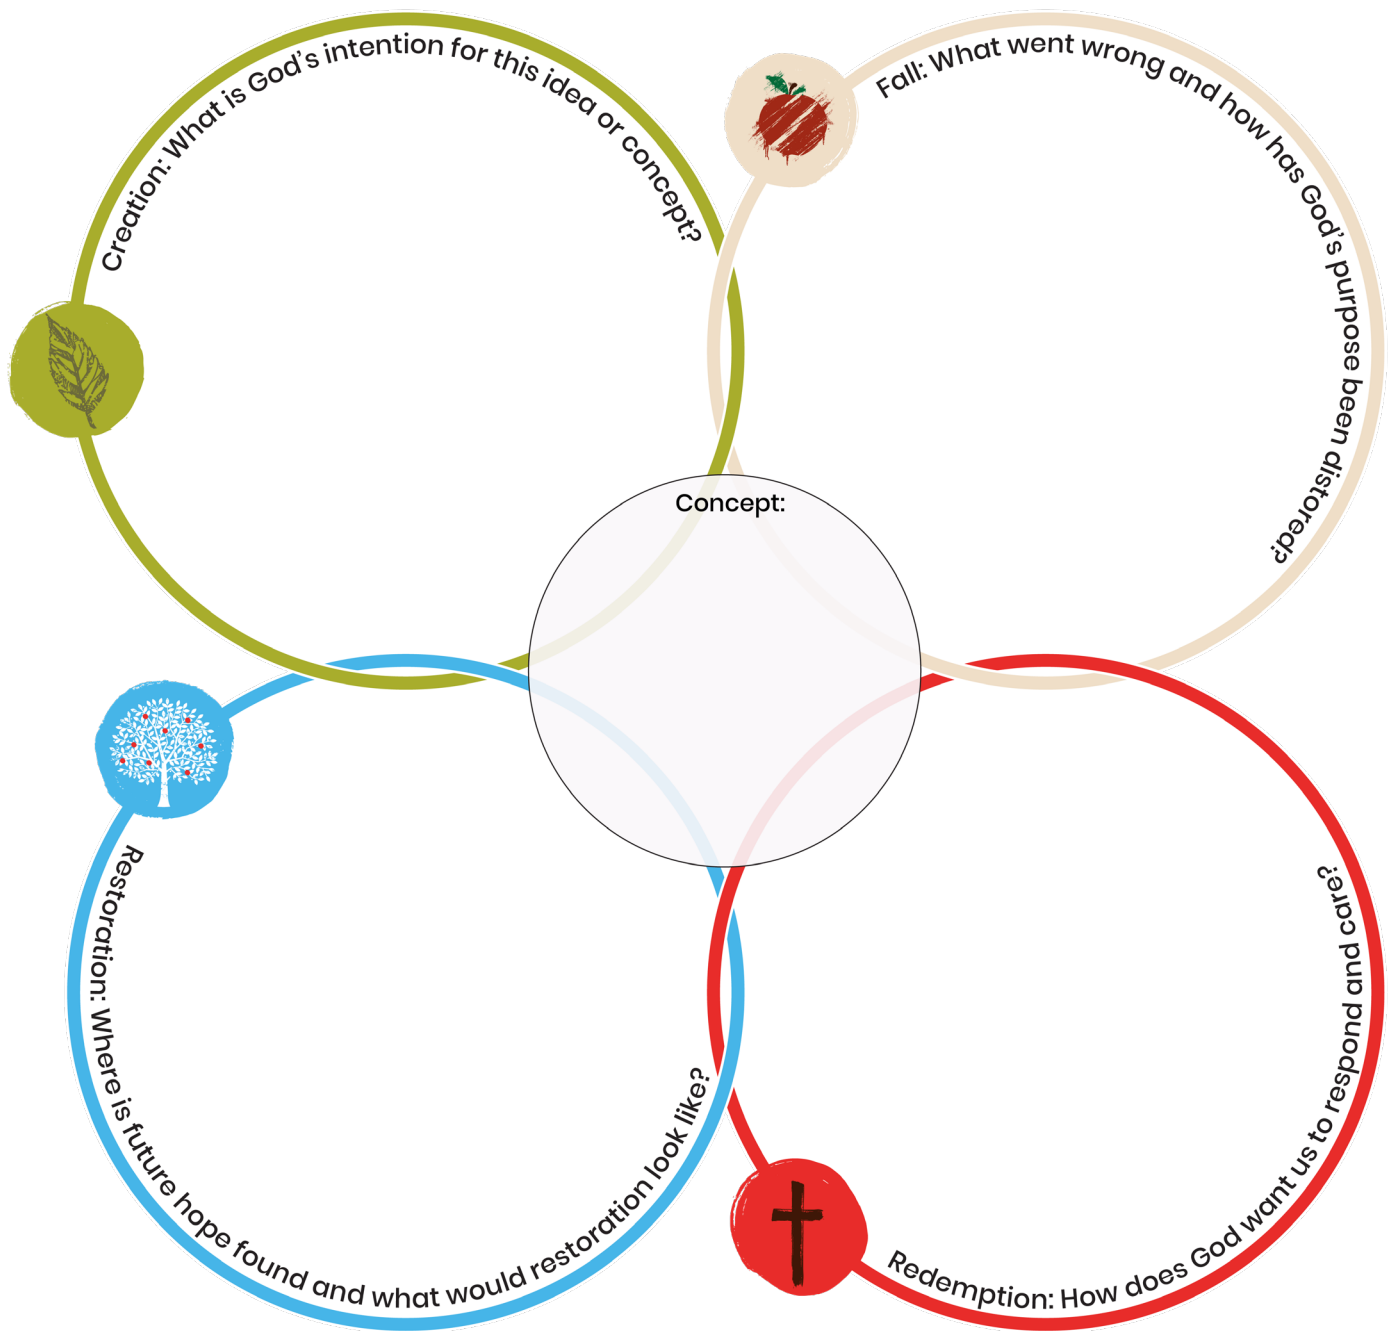 Creation: What is God's intention for this idea or concept?
Fall: What went wrong and how has God's purpose been distored?
Concept:
Restoration: Where is future hope found and what would restoration look like?
Redemption: How does God want us to respond and care?